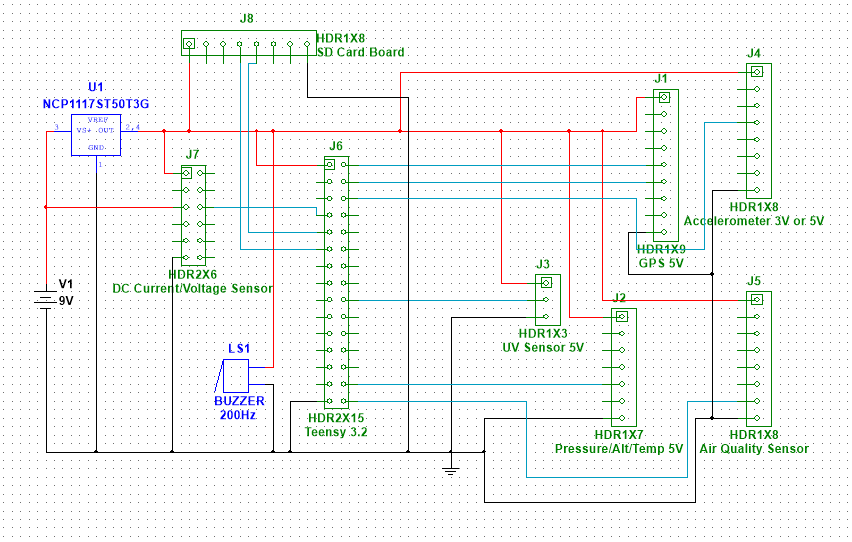 J8
HDR1X8
SD Card Board
U1
NCP1117ST50T3G
VREF
3
VS+ OUT
2,4
GND
1
J7
HDR2X6
DC Current/Voltage Sensor
V1
9V
LS1
BUZZER
200Hz
J6
HDR2X15
Teensy 3.2
J1
HDR1X9
GPS 5V
J4
HDR1X8
Accelerometer 3V or 5V
J3
HDR1X3
UV Sensor 5V
J2
HDR1X7
Pressure/Alt/Temp 5V
J5
HDR1X8
Air Quality Sensor